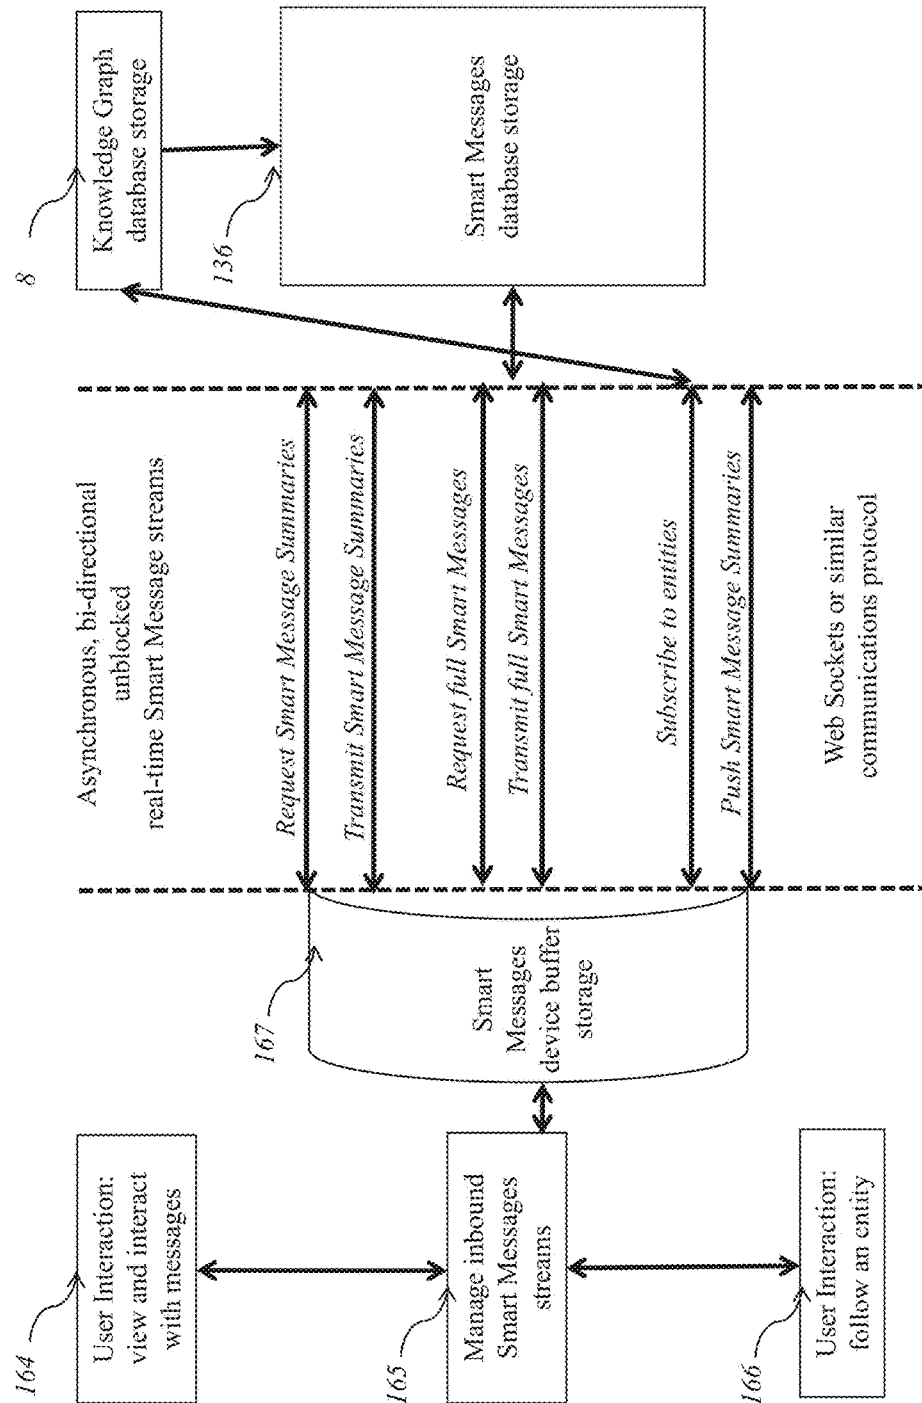 164
User Interaction:
view and interact
with messages
165
Manage inbound
Smart Messages
streams
166
User Interaction:
follow an entity
167
Smart
Messages
device buffer
storage
Asynchronous, bi-directional
unblocked
real-time Smart Message streams
Request Smart Message Summaries
Transmit Smart Message Summaries
Request full Smart Messages
Transmit full Smart Messages
Subscribe to entities
Push Smart Message Summaries
Web Sockets or similar
communications protocol
8
Knowledge Graph
database storage
136
Smart Messages
database storage